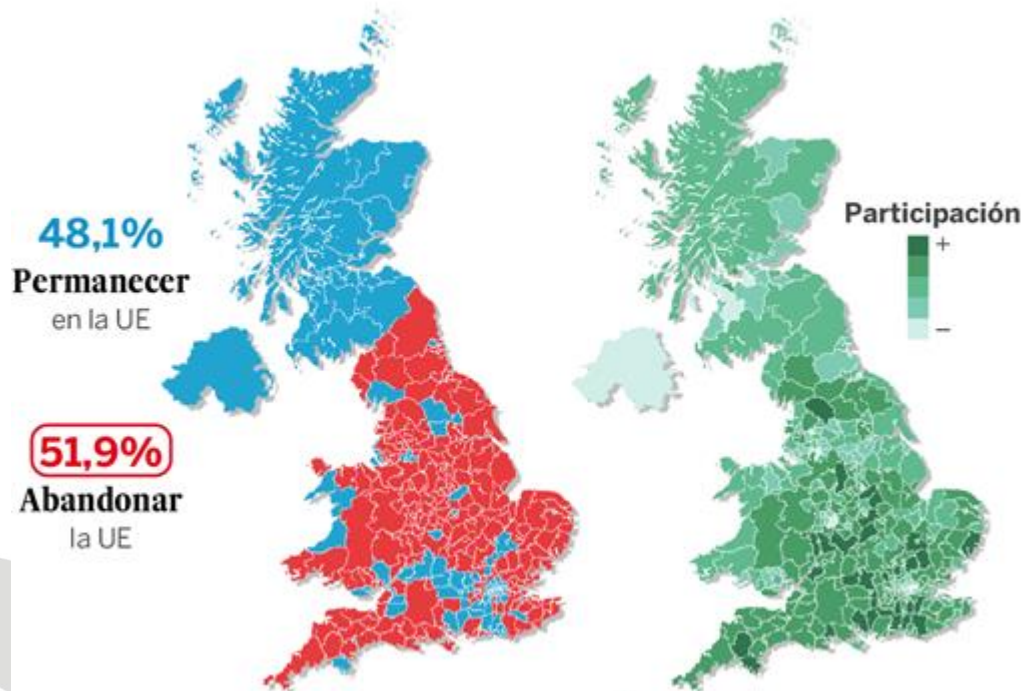 48,1%
Permanecer
en la UE
51,9%
Abandonar
la UE
Participación
+
–